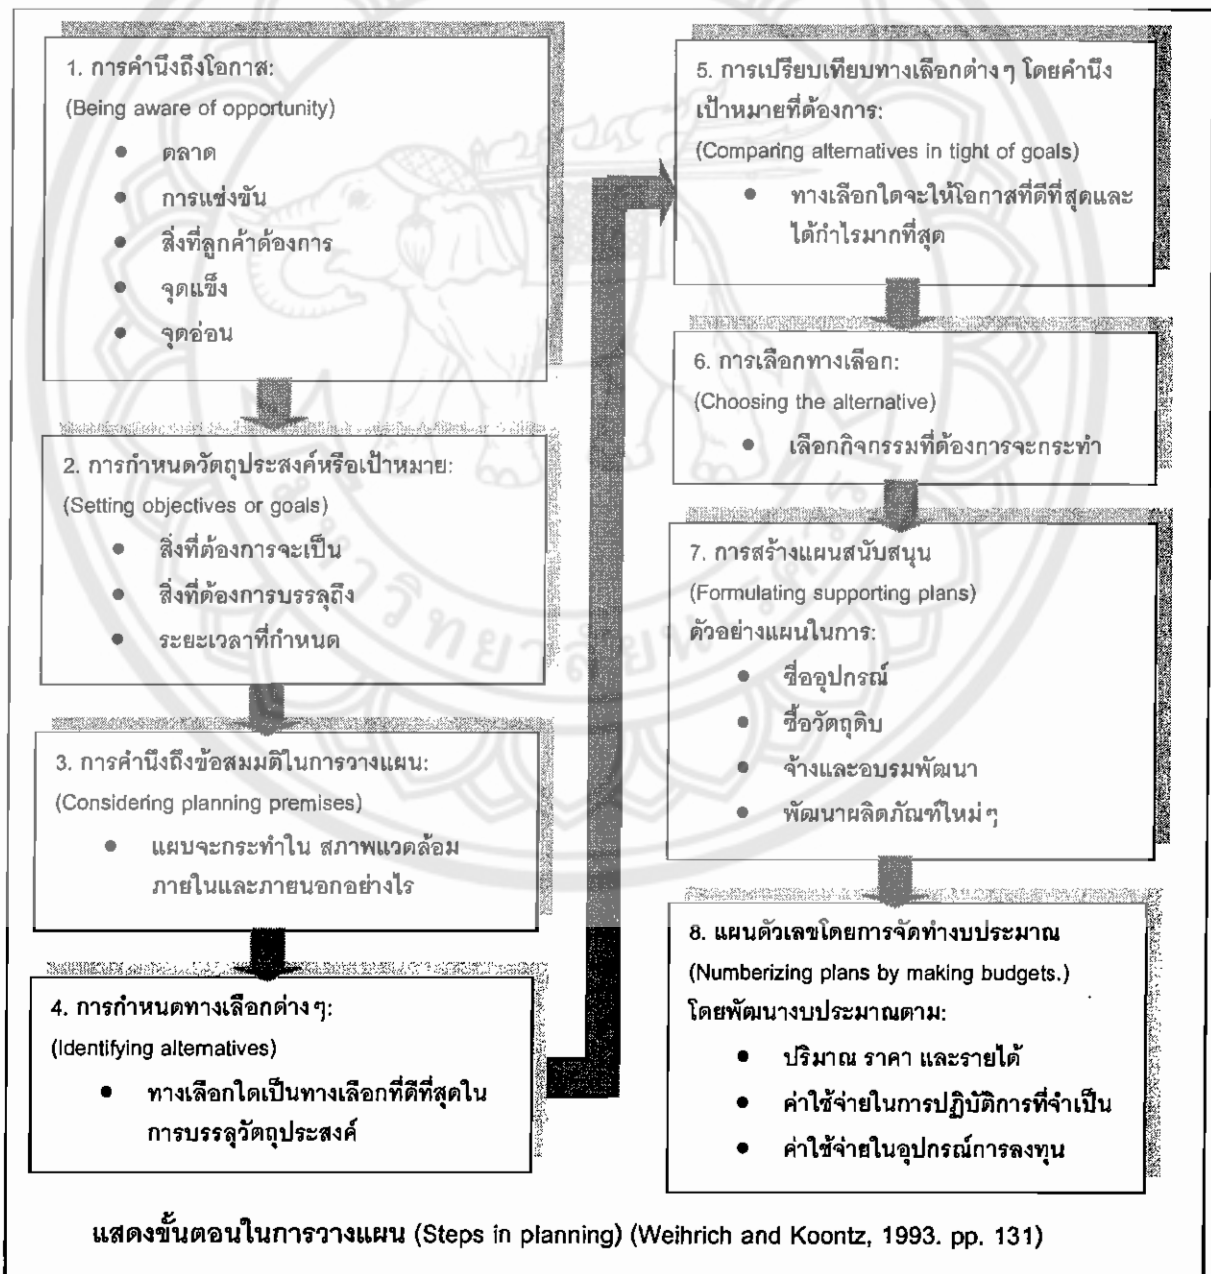 1. การคำนึงถึงโอกาส:
(Being aware of opportunity)
● ตลาด
● การแข่งขัน
● สิ่งที่ลูกค้าต้องการ
● จุดแข็ง
● จุดอ่อน
2. การกำหนดวัตถุประสงค์หรือเป้าหมาย:
(Setting objectives or goals)
● สิ่งที่ต้องการจะเป็น
● สิ่งที่ต้องการบรรลุถึง
● ระยะเวลาที่กำหนด
3. การคำนึงถึงข้อสมมติในการวางแผน:
(Considering planning premises)
● แผนจะกระทำใน สภาพแวดล้อม
ภายในและภายนอกอย่างไร
4. การกำหนดทางเลือกต่างๆ:
(Identifying alternatives)
● ทางเลือกใดเป็นทางเลือกที่ดีที่สุดใน
การบรรลุวัตถุประสงค์
5. การเปรียบเทียบทางเลือกต่างๆ โดยคำนึง
เป้าหมายที่ต้องการ:
(Comparing alternatives in tight of goals)
● ทางเลือกใดจะให้โอกาสที่ดีที่สุดและ
ได้กำไรมากที่สุด
6. การเลือกทางเลือก:
(Choosing the alternative)
● เลือกกิจกรรมที่ต้องการจะกระทำ
7. การสร้างแผนสนับสนุน
(Formulating supporting plans)
ตัวอย่างแผนในการ:
● ซื้ออุปกรณ์
● ซื้อวัตถุดิบ
● จ้างและอบรมพัฒนา
● พัฒนาผลิตภัณฑ์ใหม่ๆ
8. แผนตัวเลขโดยการจัดทำงบประมาณ
(Numberizing plans by making budgets.)
โดยพัฒนางบประมาณตาม:
● ปริมาณ ราคา และรายได้
● ค่าใช้จ่ายในการปฏิบัติการที่จำเป็น
● ค่าใช้จ่ายในอุปกรณ์การลงทุน
แสดงขั้นตอนในการวางแผน (Steps in planning) (Weihrich and Koontz, 1993. pp. 131)